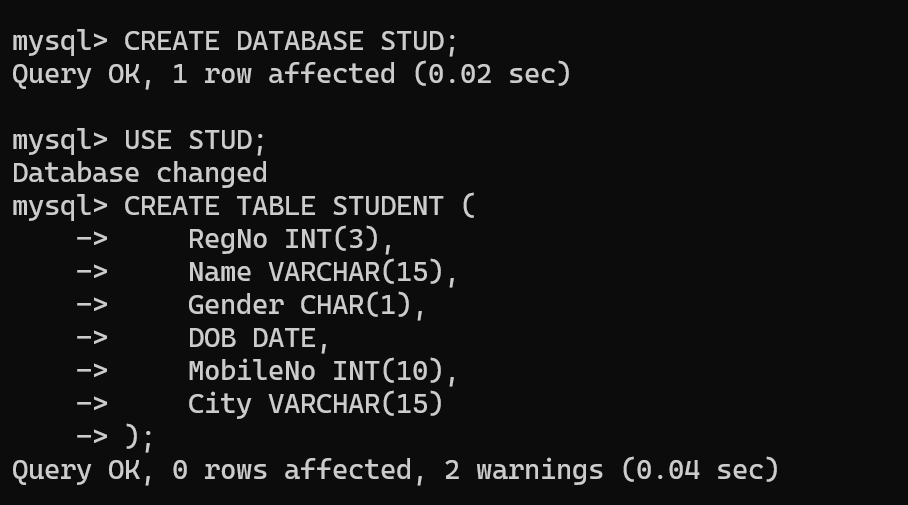 mysql> CREATE DATABASE STUD;
Query OK, 1 row affected (0.02 sec)

mysql> USE STUD;
Database changed
mysql> CREATE TABLE STUDENT (
    ->     RegNo INT(3),
    ->     Name VARCHAR(15),
    ->     Gender CHAR(1),
    ->     DOB DATE,
    ->     MobileNo INT(10),
    ->     City VARCHAR(15)
    -> );
Query OK, 0 rows affected, 2 warnings (0.04 sec)